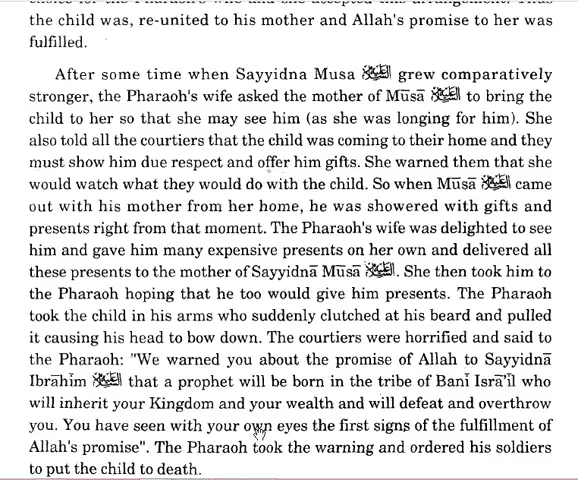 the child was, re-united to his mother and Allah's promise to her was
fulfilled.
After some time when Sayyidna Musa عليه السلام grew comparatively
stronger, the Pharaoh's wife asked the mother of Mūsā عليه السلام to bring the
child to her so that she may see him (as she was longing for him). She
also told all the courtiers that the child was coming to their home and they
must show him due respect and offer him gifts. She warned them that she
would watch what they would do with the child. So when Mūsā عليه السلام came
out with his mother from her home, he was showered with gifts and
presents right from that moment. The Pharaoh's wife was delighted to see
him and gave him many expensive presents on her own and delivered all
these presents to the mother of Sayyidnā Mūsā عليه السلام. She then took him to
the Pharaoh hoping that he too would give him presents. The Pharaoh
took the child in his arms who suddenly clutched at his beard and pulled
it causing his head to bow down. The courtiers were horrified and said to
the Pharaoh: "We warned you about the promise of Allah to Sayyidnā
Ibrāhīm عليه السلام that a prophet will be born in the tribe of Banī Isrā'īl who
will inherit your Kingdom and your wealth and will defeat and overthrow
you. You have seen with your own eyes the first signs of the fulfillment of
Allah's promise". The Pharaoh took the warning and ordered his soldiers
to put the child to death.